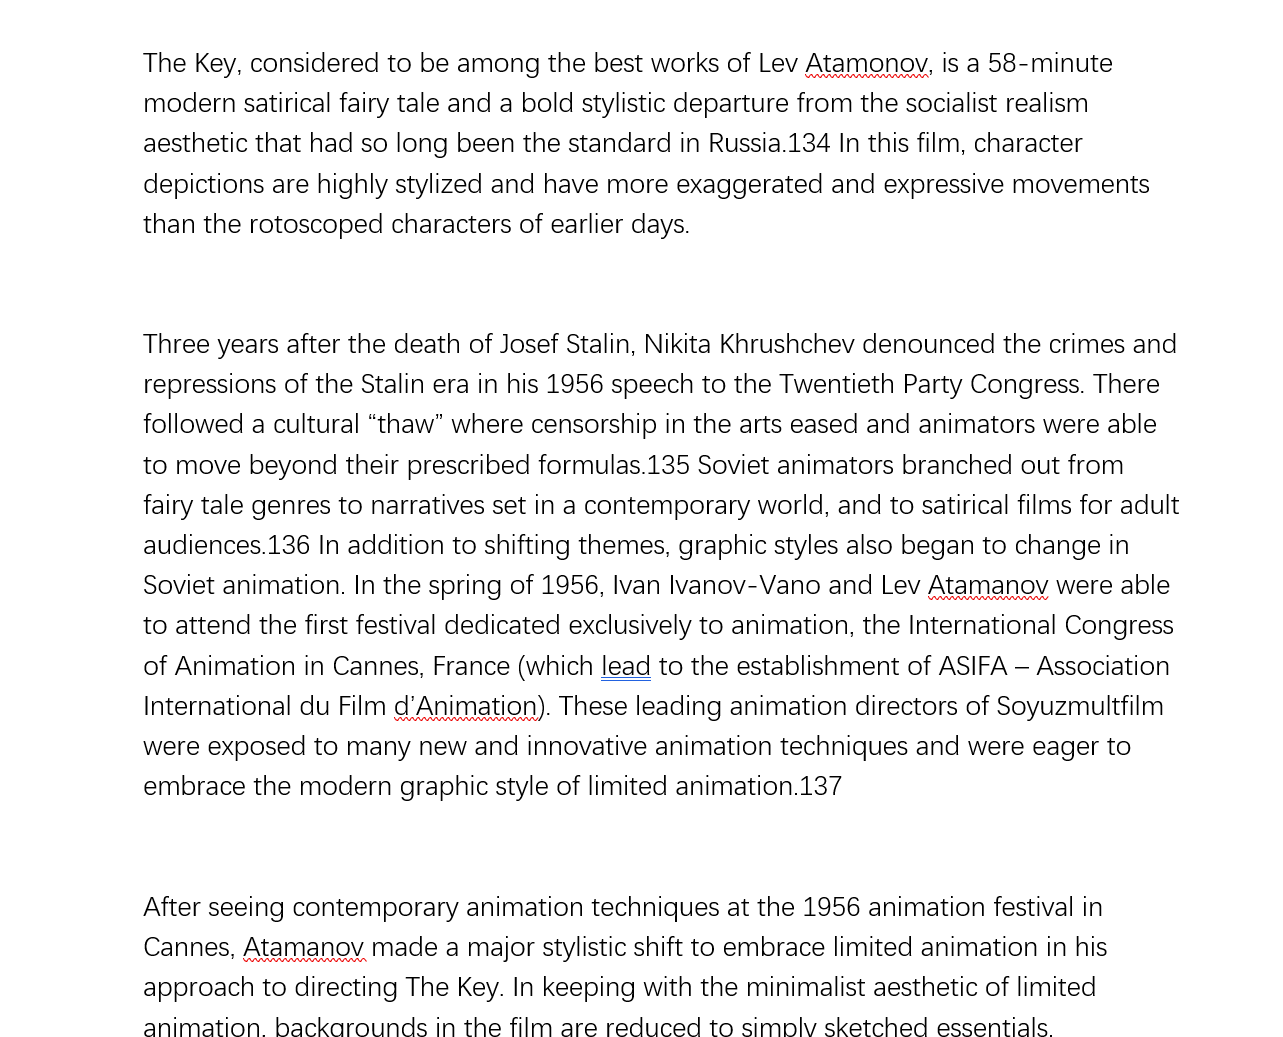 The Key, considered to be among the best works of Lev Atamonov, is a 58-minute
modern satirical fairy tale and a bold stylistic departure from the socialist realism
aesthetic that had so long been the standard in Russia.134 In this film, character
depictions are highly stylized and have more exaggerated and expressive movements
than the rotoscoped characters of earlier days.
Three years after the death of Josef Stalin, Nikita Khrushchev denounced the crimes and
repressions of the Stalin era in his 1956 speech to the Twentieth Party Congress. There
followed a cultural “thaw” where censorship in the arts eased and animators were able
to move beyond their prescribed formulas.135 Soviet animators branched out from
fairy tale genres to narratives set in a contemporary world, and to satirical films for adult
audiences.136 In addition to shifting themes, graphic styles also began to change in
Soviet animation. In the spring of 1956, Ivan Ivanov-Vano and Lev Atamanov were able
to attend the first festival dedicated exclusively to animation, the International Congress
of Animation in Cannes, France (which lead to the establishment of ASIFA – Association
International du Film d’Animation). These leading animation directors of Soyuzmultfilm
were exposed to many new and innovative animation techniques and were eager to
embrace the modern graphic style of limited animation.137
After seeing contemporary animation techniques at the 1956 animation festival in
Cannes, Atamanov made a major stylistic shift to embrace limited animation in his
approach to directing The Key. In keeping with the minimalist aesthetic of limited
animation, backgrounds in the film are reduced to simply sketched essentials.